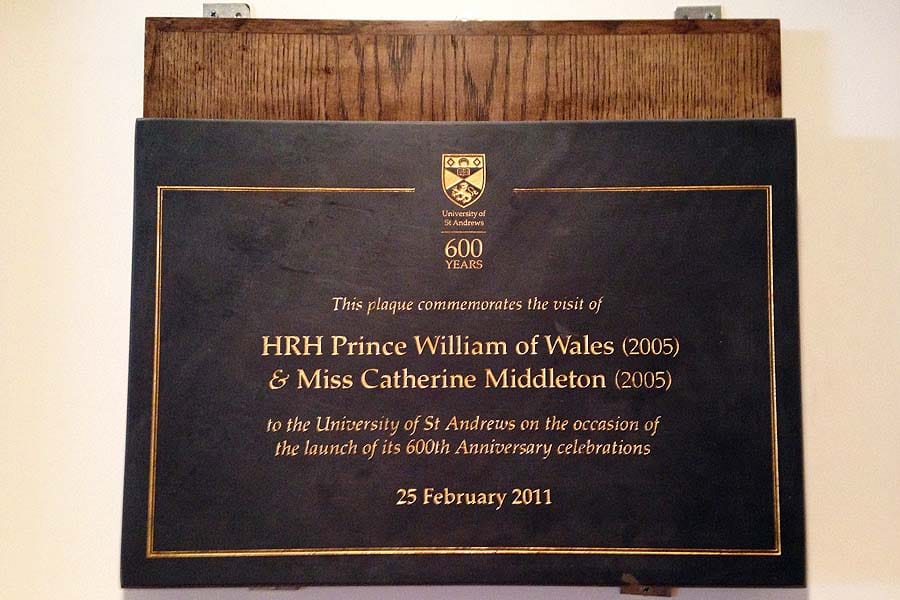 University of
St Andrews
600
YEARS
This plaque commemorates the visit of
HRH Prince William of Wales (2005)
& Miss Catherine Middleton (2005)
to the University of St Andrews on the occasion of
the launch of its 600th Anniversary celebrations
25 February 2011